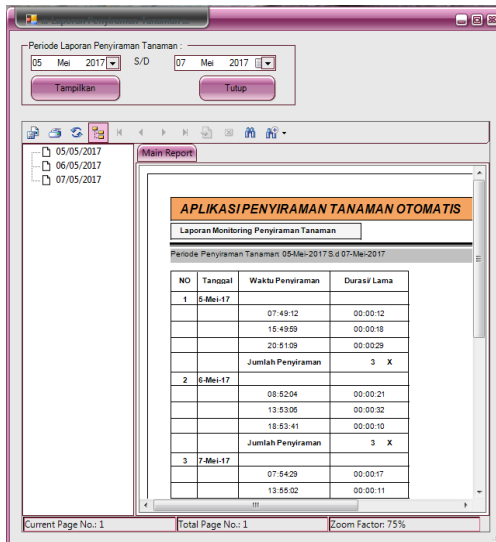 Periode Laporan Penyiraman Tanaman :
05 Mei 2017 S/D 07 Mei 2017
Tampilkan Tutup
05/05/2017
06/05/2017
07/05/2017
Main Report
APLIKASI PENYIRAMAN TANAMAN OTOMATIS
Laporan Monitoring Penyiraman Tanaman
Periode Penyiraman Tanaman: 05-Mei-2017 S.d 07-Mei-2017
NO Tanggal Waktu Penyiraman Durasi/ Lama
1 5-Mei-17
07:49:12 00:00:12
15:49:59 00:00:18
20:51:09 00:00:29
Jumlah Penyiraman 3 X
2 6-Mei-17
08:52:04 00:00:21
13:53:06 00:00:32
18:53:41 00:00:10
Jumlah Penyiraman 3 X
3 7-Mei-17
07:54:29 00:00:17
13:55:02 00:00:11
Current Page No.: 1 Total Page No.: 1 Zoom Factor: 75%